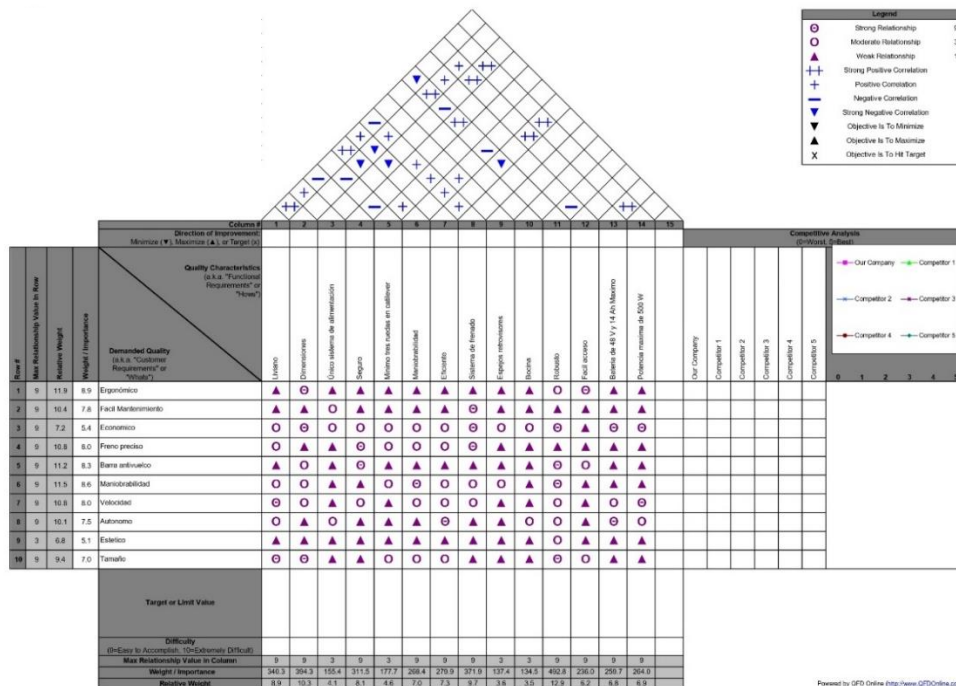 Legend
Strong Relationship
Moderate Relationship
Weak Relationship
Strong Positive Correlation
Positive Correlation
Negative Correlation
Strong Negative Correlation
Objective Is To Minimize
Objective Is To Maximize
X Objective Is To Hit Target
Column # 1 2 3 4 5 6 7 8 9 10 11 12 13 14 15
Direction of Improvement:
Minimize (▼), Maximize (▲), or Target (x)
Competitive Analysis
(0=Worst, 5=Best)
Quality Characteristics
(a.k.a. "Functional
Requirements" or
"Hows")
Demanded Quality
(a.k.a. "Customer
Requirements" or
"Whats")
Row #
Max Relationship Value in Row
Relative Weight
Weight / Importance
Liviano
Dimensiones
Único sistema de alimentación
Seguro
Minimo tres ruedas en
Maniobrabilidad
Eficiente
Sistema de frenado
Espejos retrovisores
Bocina
Robusto
Facil acceso
Bateria de 48 V y 14 Ah Maximo
Potencia maxima de 500 W
Our Company
Competitor 1
Competitor 2
Competitor 3
Competitor 4
Competitor 5
Our Company Competitor 1
Competitor 2 Competitor 3
Competitor 4 Competitor 5
0 1 2 3 4 5
1 9 11.9 8.9 Ergonómico
2 9 10.4 7.8 Facil Mantenimiento
3 9 7.2 5.4 Economico
4 9 10.8 8.0 Freno preciso
5 9 11.2 8.3 Barra antivuelco
6 9 11.5 8.6 Maniobrabilidad
7 9 10.8 8.0 Velocidad
8 9 10.1 7.5 Autonomo
9 3 6.8 5.1 Estetico
10 9 9.4 7.0 Tamaño
Target or Limit Value
Difficulty
(0=Easy to Accomplish, 10=Extremely Difficult)
Max Relationship Value in Column 9 9 3 9 3 9 9 9 3 3 9 9 9 9
Weight / Importance 340.3 394.3 155.4 311.5 177.7 268.4 279.9 371.9 137.4 134.5 492.8 236.0 259.7 264.0
Relative Weight 8.9 10.3 4.1 8.1 4.6 7.0 7.3 9.7 3.6 3.5 12.9 6.2 6.8 6.9
Powered by QFD Online (http://www.QFDOnline.co